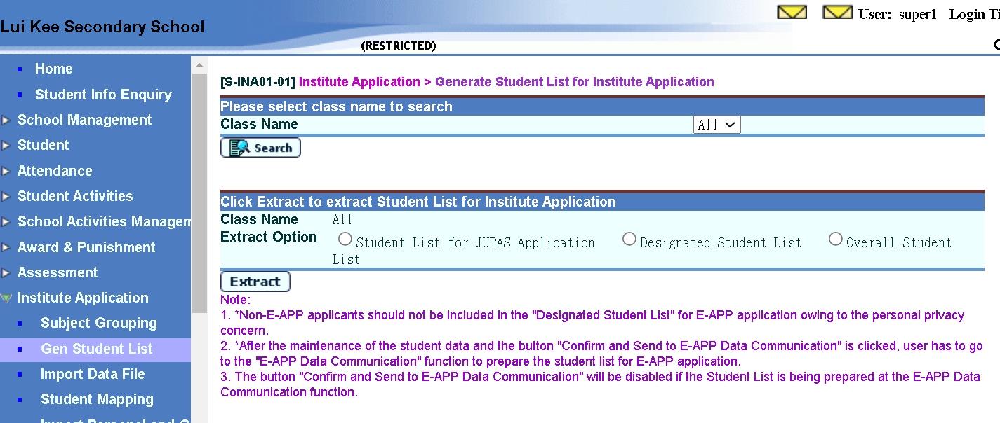 Lui Kee Secondary School
User: super1 Login Ti
(RESTRICTED)
Home
Student Info Enquiry
School Management
Student
Attendance
Student Activities
School Activities Managem
Award & Punishment
Assessment
Institute Application
Subject Grouping
Gen Student List
Import Data File
Student Mapping
[S-INA01-01] Institute Application > Generate Student List for Institute Application
Please select class name to search
Class Name All
Search
Click Extract to extract Student List for Institute Application
Class Name All
Extract Option Student List for JUPAS Application Designated Student List Overall Student
List
Extract
Note:
1. *Non-E-APP applicants should not be included in the "Designated Student List" for E-APP application owing to the personal privacy
concern.
2. *After the maintenance of the student data and the button "Confirm and Send to E-APP Data Communication" is clicked, user has to go
to the "E-APP Data Communication" function to prepare the student list for E-APP application.
3. The button "Confirm and Send to E-APP Data Communication" will be disabled if the Student List is being prepared at the E-APP Data
Communication function.